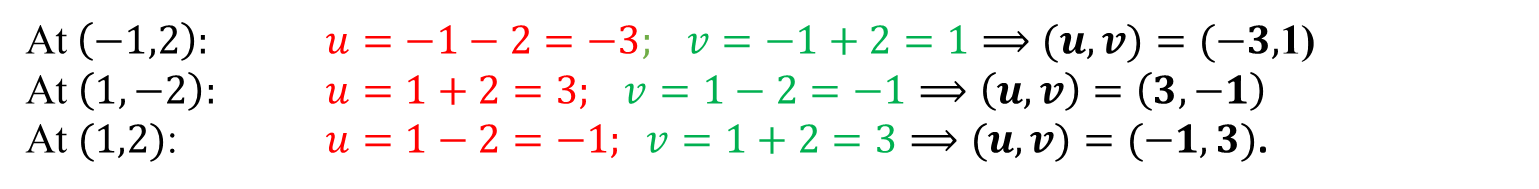 At (−1,2): u = −1 − 2 = −3; v = −1 + 2 = 1 ⟹ (u, v) = (−3,1)
At (1, −2): u = 1 + 2 = 3; v = 1 − 2 = −1 ⟹ (u, v) = (3, −1)
At (1,2): u = 1 − 2 = −1; v = 1 + 2 = 3 ⟹ (u, v) = (−1, 3).